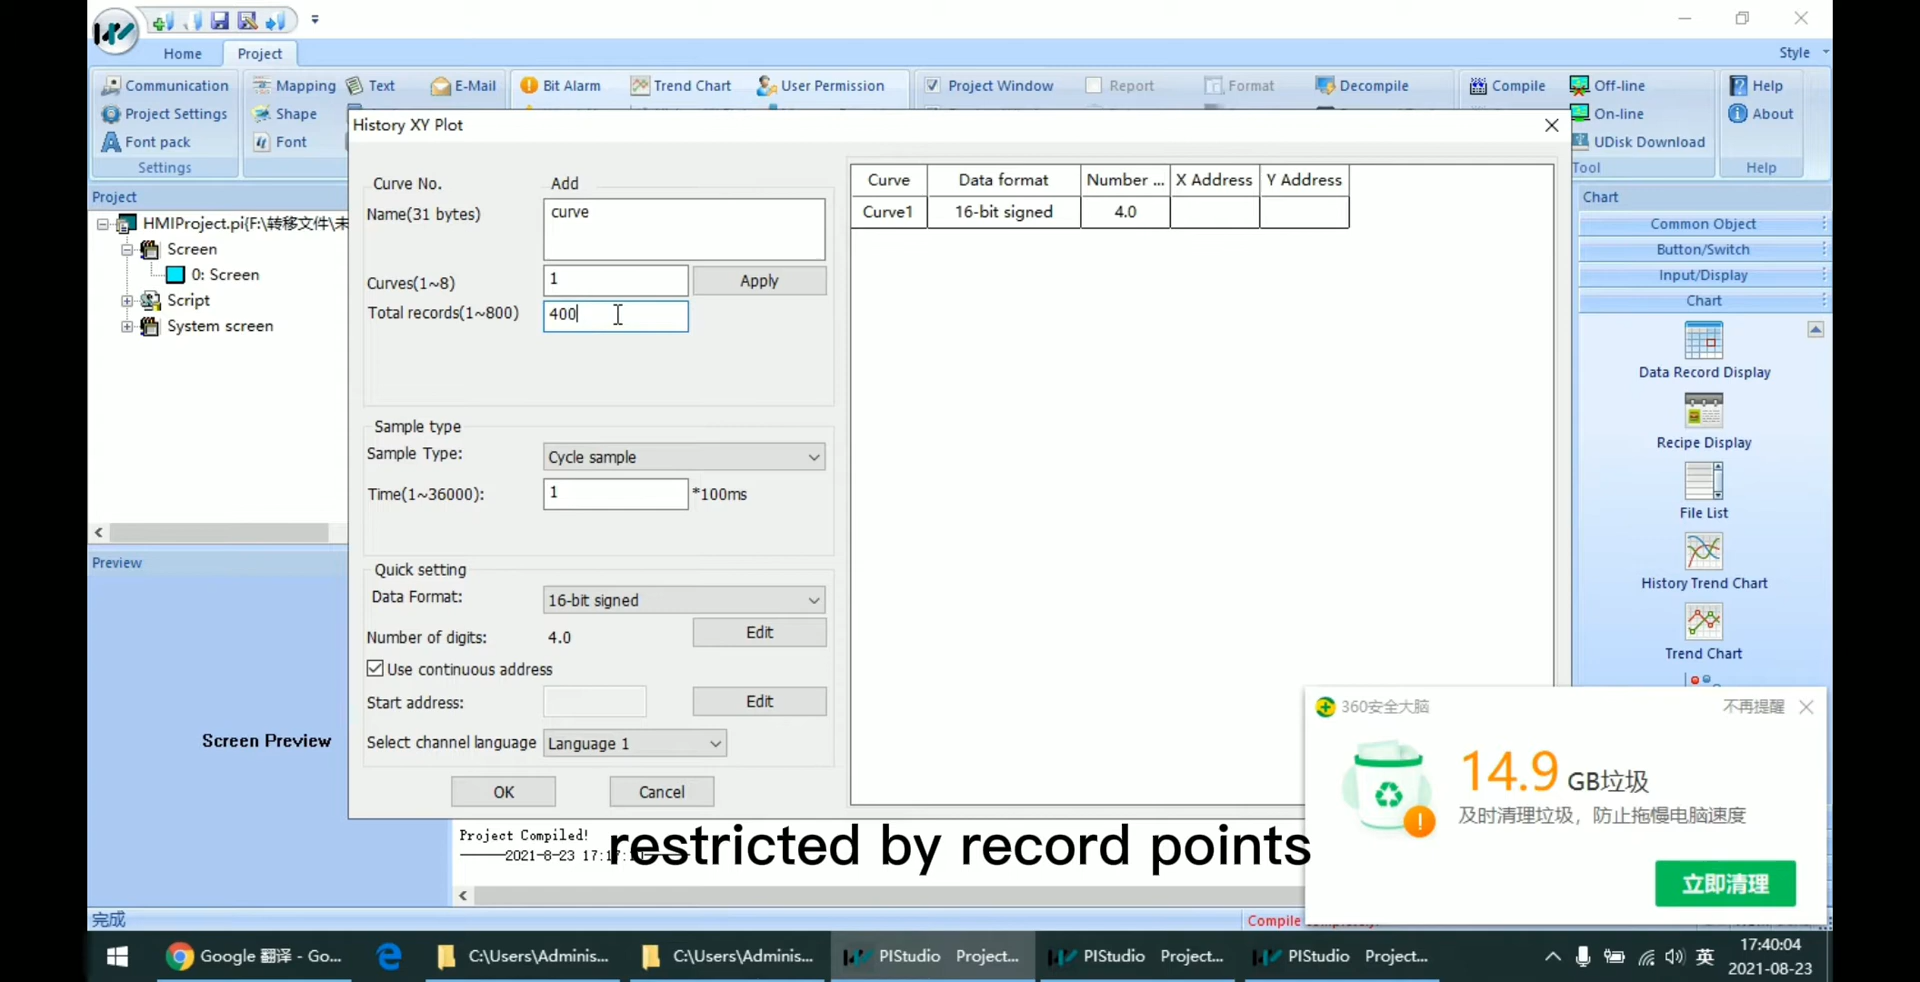 Home Project Style
Communication Mapping Text E-Mail Bit Alarm Trend Chart User Permission Project Window Report Format Decompile Compile Off-line Help
Project Settings Shape On-line About
Font pack Font UDisk Download
Settings Tool Help
History XY Plot
Project
HMIProject.pi{F:\转移文件\未
Screen
0: Screen
Script
System screen
Preview
Screen Preview
Curve No. Add
Name(31 bytes) curve
Curves(1~8) 1 Apply
Total records(1~800) 400
Sample type
Sample Type: Cycle sample
Time(1~36000): 1 *100ms
Quick setting
Data Format: 16-bit signed
Number of digits: 4.0 Edit
Use continuous address
Start address: Edit
Select channel language Language 1
OK Cancel
Curve Data format Number ... X Address Y Address
Curve1 16-bit signed 4.0
Chart
Common Object
Button/Switch
Input/Display
Chart
Data Record Display
Recipe Display
File List
History Trend Chart
Trend Chart
360安全大脑 不再提醒
14.9 GB垃圾
及时清理垃圾，防止拖慢电脑速度
立即清理
Project Compiled!
2021-8-23 17:17:
restricted by record points
完成 Compile
Google 翻译 - Go... C:\Users\Adminis... C:\Users\Adminis... PIStudio Project... PIStudio Project... PIStudio Project... 英 17:40:04
2021-08-23